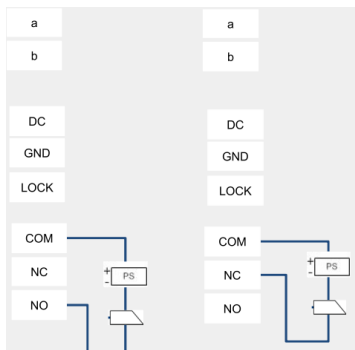 a
b
DC
GND
LOCK
COM
NC
NO
+
-
PS
a
b
DC
GND
LOCK
COM
NC
NO
+
-
PS